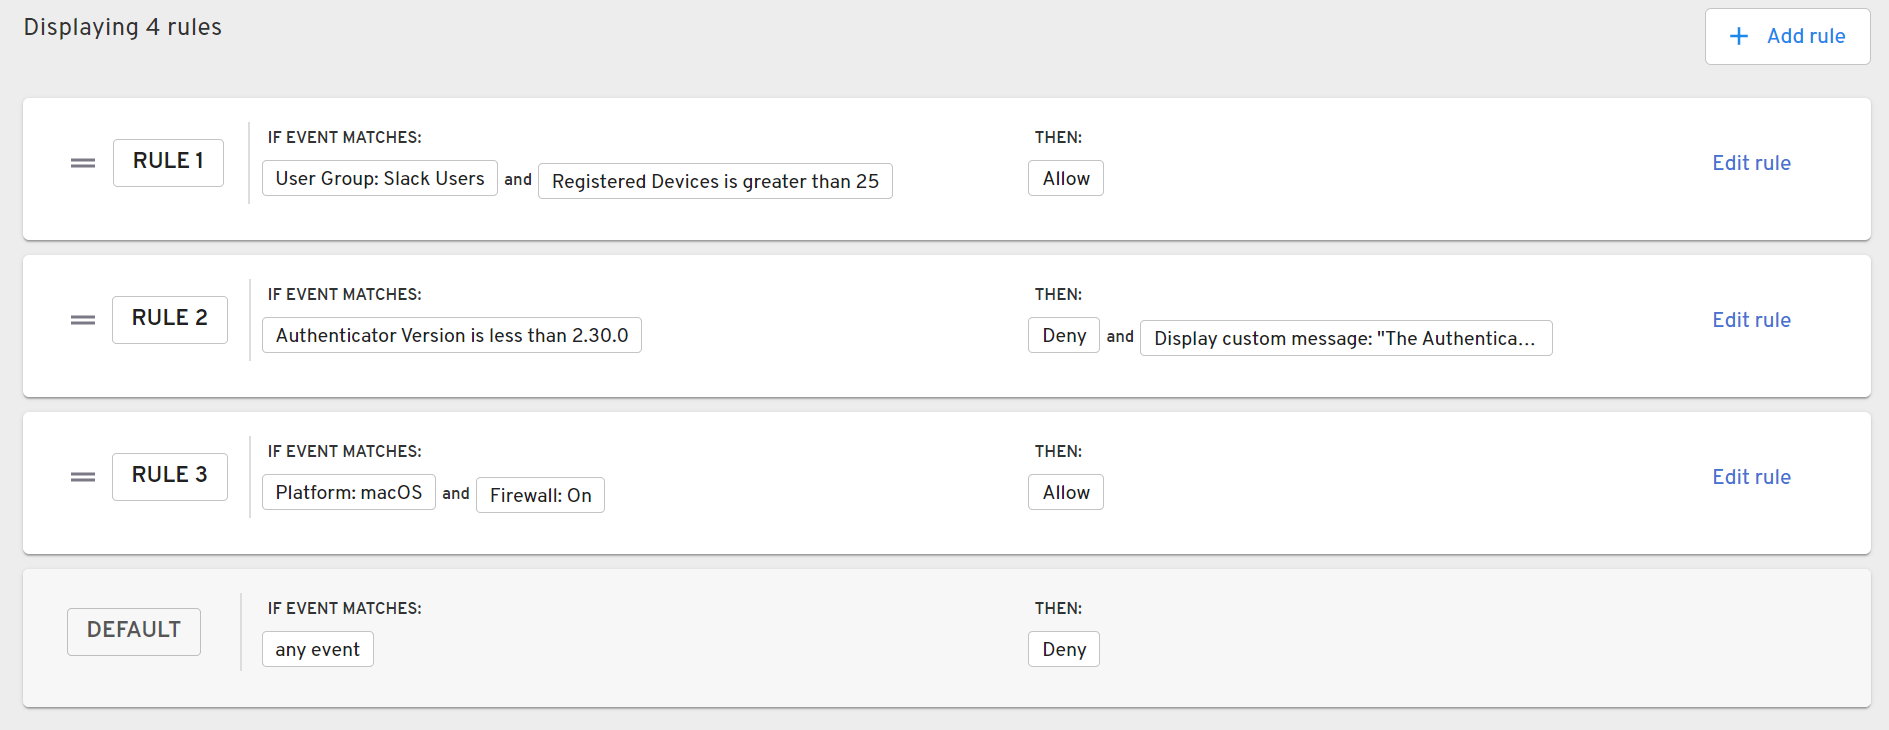 Displaying 4 rules
+ Add rule
RULE 1
IF EVENT MATCHES:
User Group: Slack Users and Registered Devices is greater than 25
THEN:
Allow
Edit rule
RULE 2
IF EVENT MATCHES:
Authenticator Version is less than 2.30.0
THEN:
Deny and Display custom message: "The Authentica...
Edit rule
RULE 3
IF EVENT MATCHES:
Platform: macOS and Firewall: On
THEN:
Allow
Edit rule
DEFAULT
IF EVENT MATCHES:
any event
THEN:
Deny